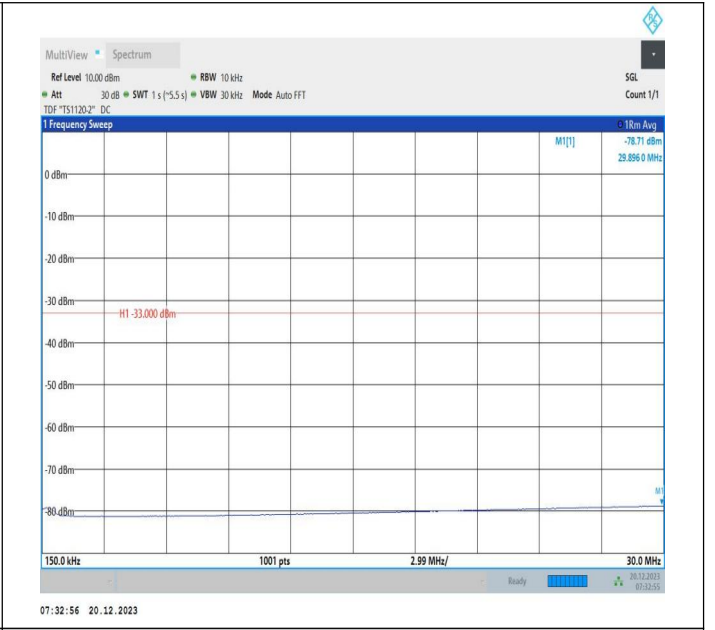 R&S
MultiView Spectrum
Ref Level 10.00 dBm RBW 10 kHz SGL
Att 30 dB SWT 1 s (~5.5 s) VBW 30 kHz Mode Auto FFT Count 1/1
TDF "TS1120-2" DC
1 Frequency Sweep 1Rm Avg
M1[1] -78.71 dBm
29.896 0 MHz
0 dBm
-10 dBm
-20 dBm
-30 dBm
H1 -33.000 dBm
-40 dBm
-50 dBm
-60 dBm
-70 dBm
M1
-80 dBm
150.0 kHz 1001 pts 2.99 MHz/ 30.0 MHz
Ready 20.12.2023
07:32:55
07:32:56 20.12.2023